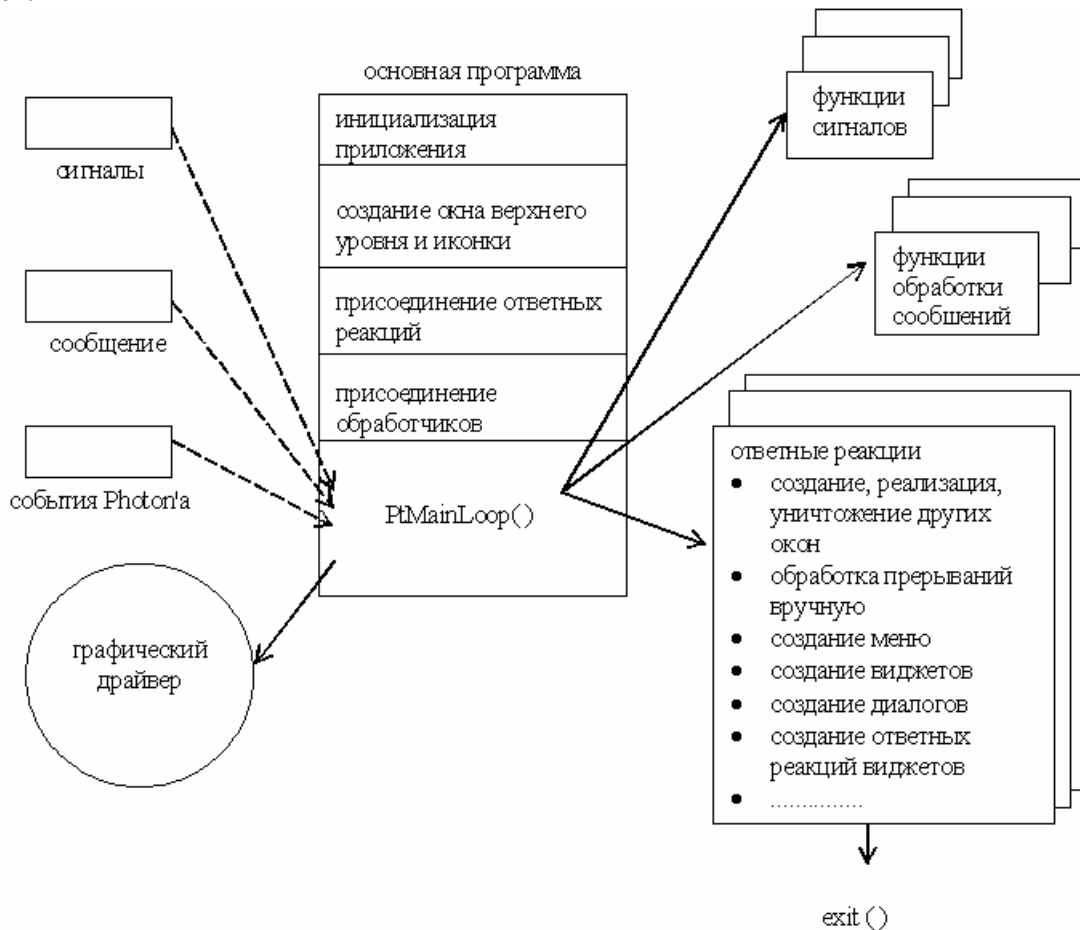 основная программа
инициализация
приложения
создание окна верхнего
уровня и иконки
присоединение ответных
реакций
присоединение
обработчиков
PtMainLoop()
сигналы
сообщение
события Photon'а
графический
драйвер
функции
сигналов
функции
обработки
сообшений
ответные реакции
● создание, реализация,
уничтожение других
окон
● обработка прерываний
вручную
● создание меню
● создание виджетов
● создание диалогов
● создание ответных
реакций виджетов
● ...............
exit ()